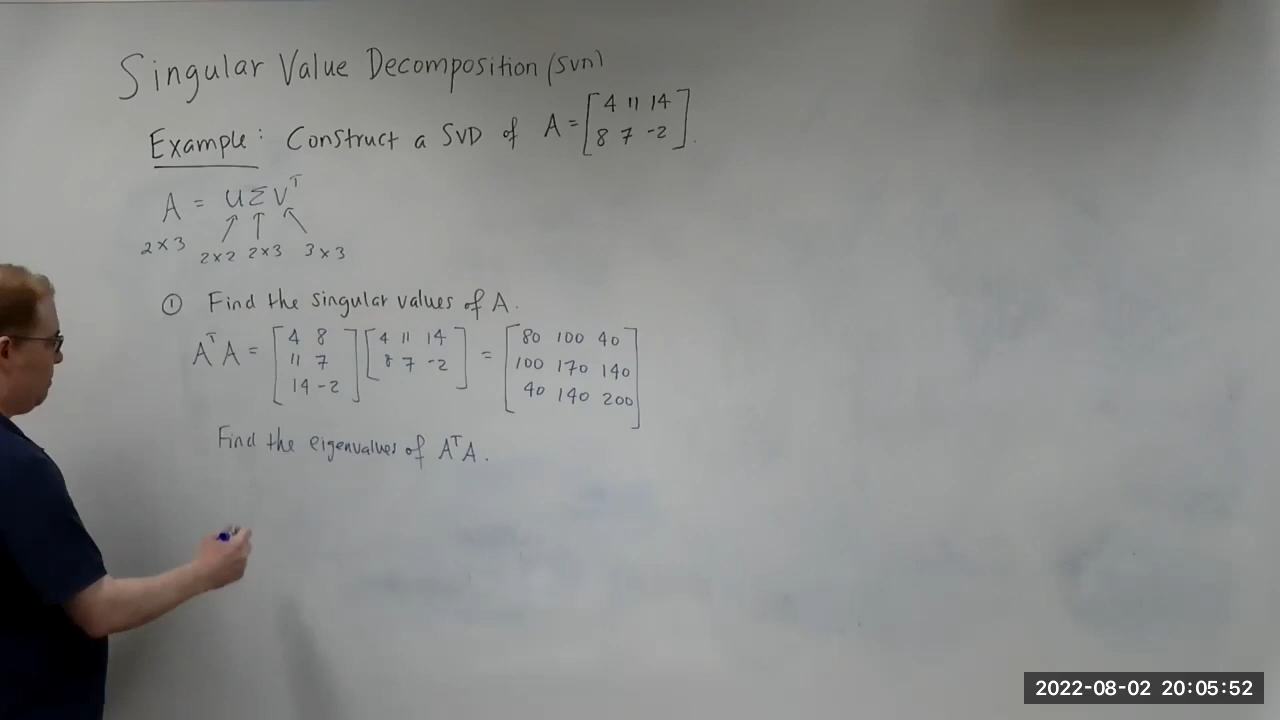 Singular Value Decomposition (SVD)
Example: Construct a SVD of A = [4 11 14
8 7 -2].
A = UΣVᵀ
2×3 2×2 2×3 3×3
① Find the singular values of A.
AᵀA = [4 8
11 7
14 -2] [4 11 14
8 7 -2] = [80 100 40
100 170 140
40 140 200]
Find the eigenvalues of AᵀA.
2022-08-02 20:05:52